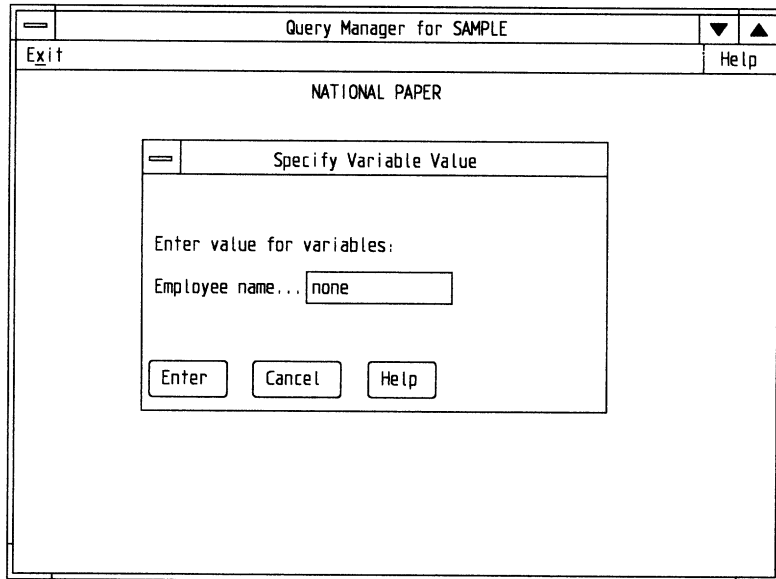 Query Manager for SAMPLE
Exit Help
NATIONAL PAPER
Specify Variable Value
Enter value for variables:
Employee name... none
Enter Cancel Help